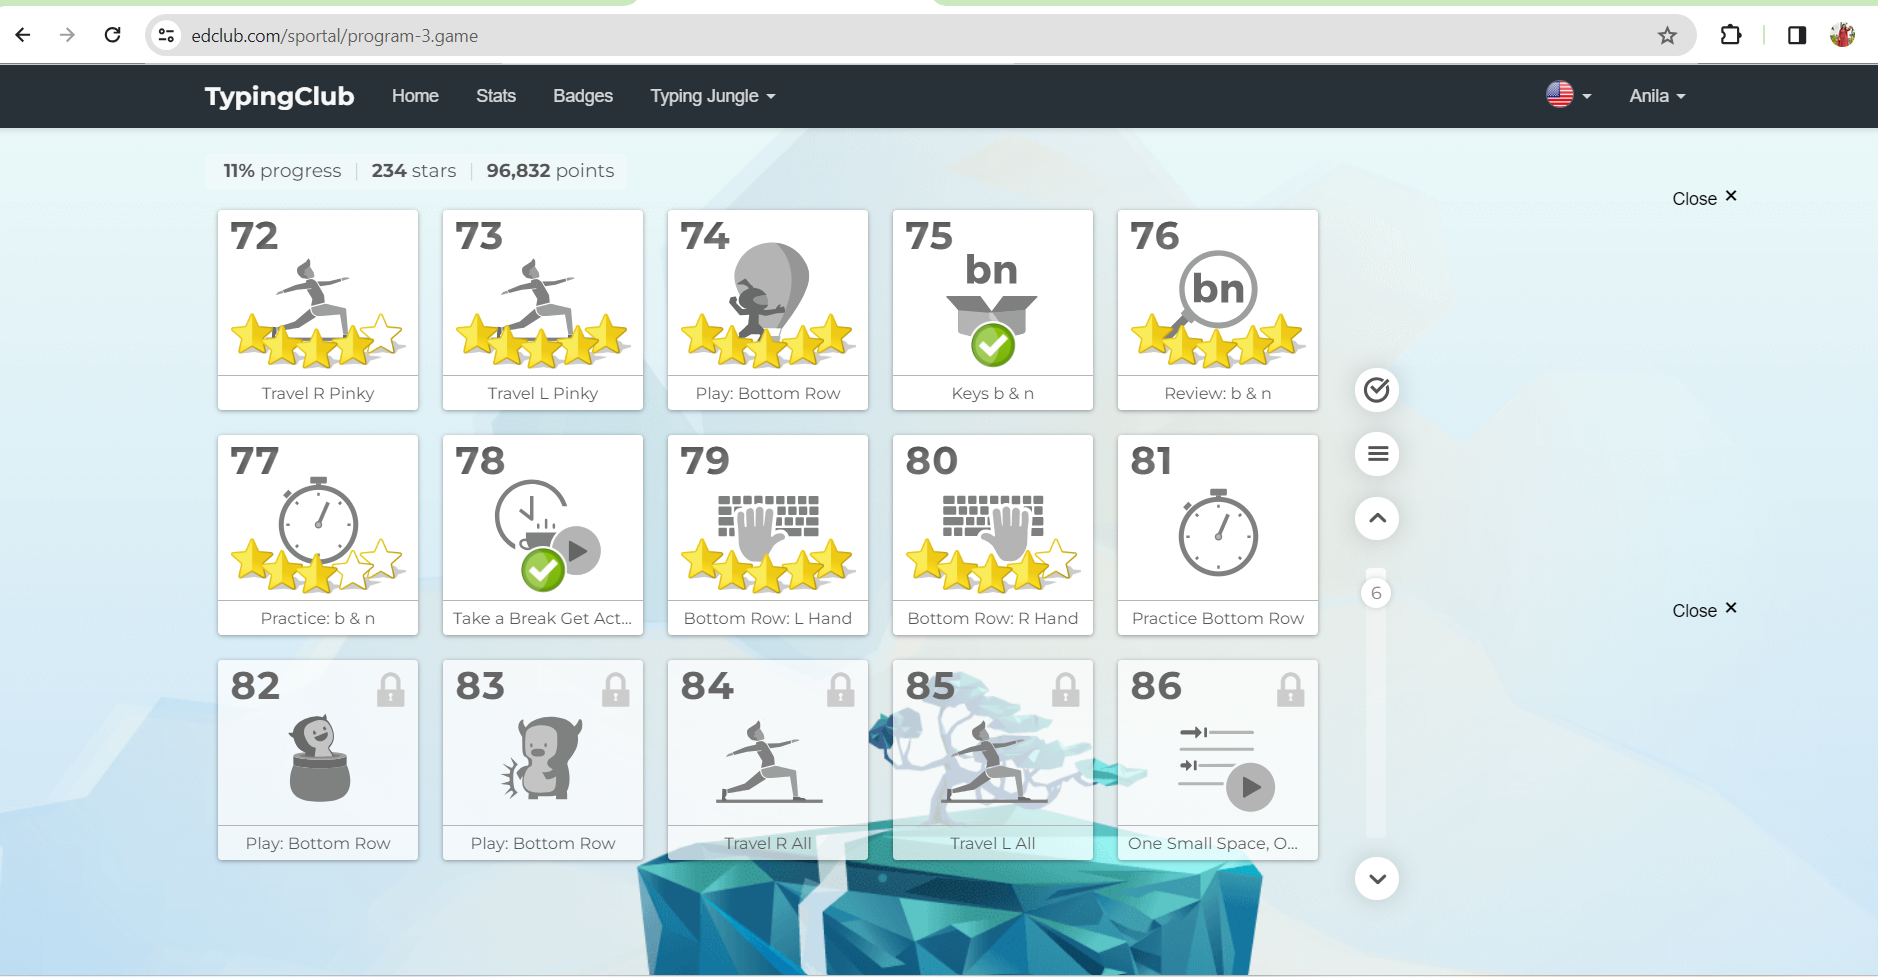 edclub.com/sportal/program-3.game
TypingClub Home Stats Badges Typing Jungle Anila
11% progress 234 stars 96,832 points
Close ×
72 73 74 75 76
bn bn
Travel R Pinky Travel L Pinky Play: Bottom Row Keys b & n Review: b & n
77 78 79 80 81
6
Practice: b & n Take a Break Get Act... Bottom Row: L Hand Bottom Row: R Hand Practice Bottom Row
Close ×
82 83 84 85 86
Play: Bottom Row Play: Bottom Row Travel R All Travel L All One Small Space, O...